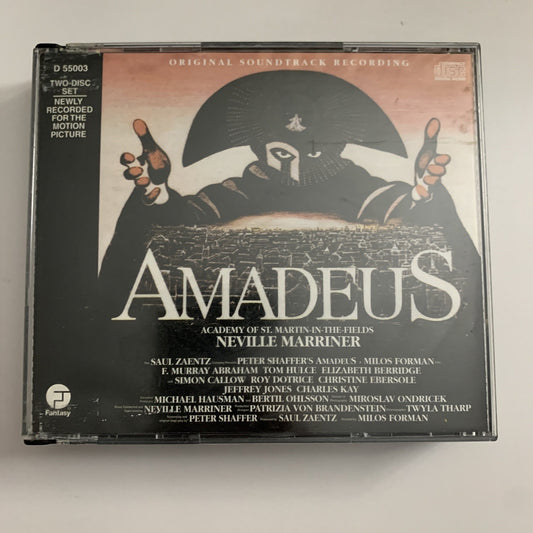 D 55003
TWO-DISC
SET
NEWLY
RECORDED
FOR THE
MOTION
PICTURE
ORIGINAL SOUNDTRACK RECORDING
AMADEUS
ACADEMY OF ST. MARTIN-IN-THE-FIELDS
NEVILLE MARRINER
SAUL ZAENTZ PETER SHAFFER'S AMADEUS MILOS FORMAN
F. MURRAY ABRAHAM TOM HULCE ELIZABETH BERRIDGE
SIMON CALLOW ROY DOTRICE CHRISTINE EBERSOLE
JEFFREY JONES CHARLES KAY
MICHAEL HAUSMAN BERTIL OHLSSON MIROSLAV ONDRICEK
NEVILLE MARRINER PATRIZIA VON BRANDENSTEIN TWYLA THARP
PETER SHAFFER SAUL ZAENTZ MILOS FORMAN
Fantasy